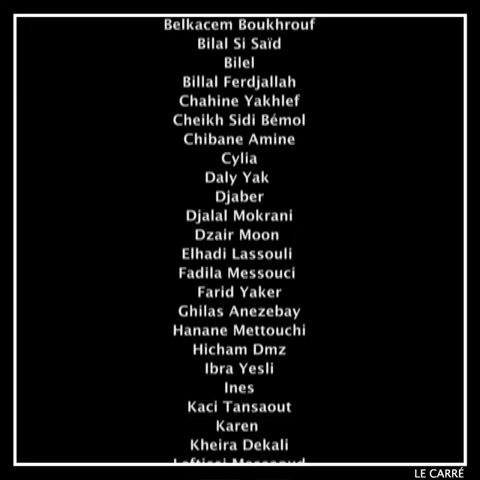 Belkacem Boukhrouf
Bilal Si Saïd
Bilel
Billal Ferdjallah
Chahine Yakhlef
Cheikh Sidi Bémol
Chibane Amine
Cylia
Daly Yak
Djaber
Djalal Mokrani
Dzair Moon
Elhadi Lassouli
Fadila Messouci
Farid Yaker
Ghilas Anezebay
Hanane Mettouchi
Hicham Dmz
Ibra Yesli
Ines
Kaci Tansaout
Karen
Kheira Dekali
LE CARRÉ